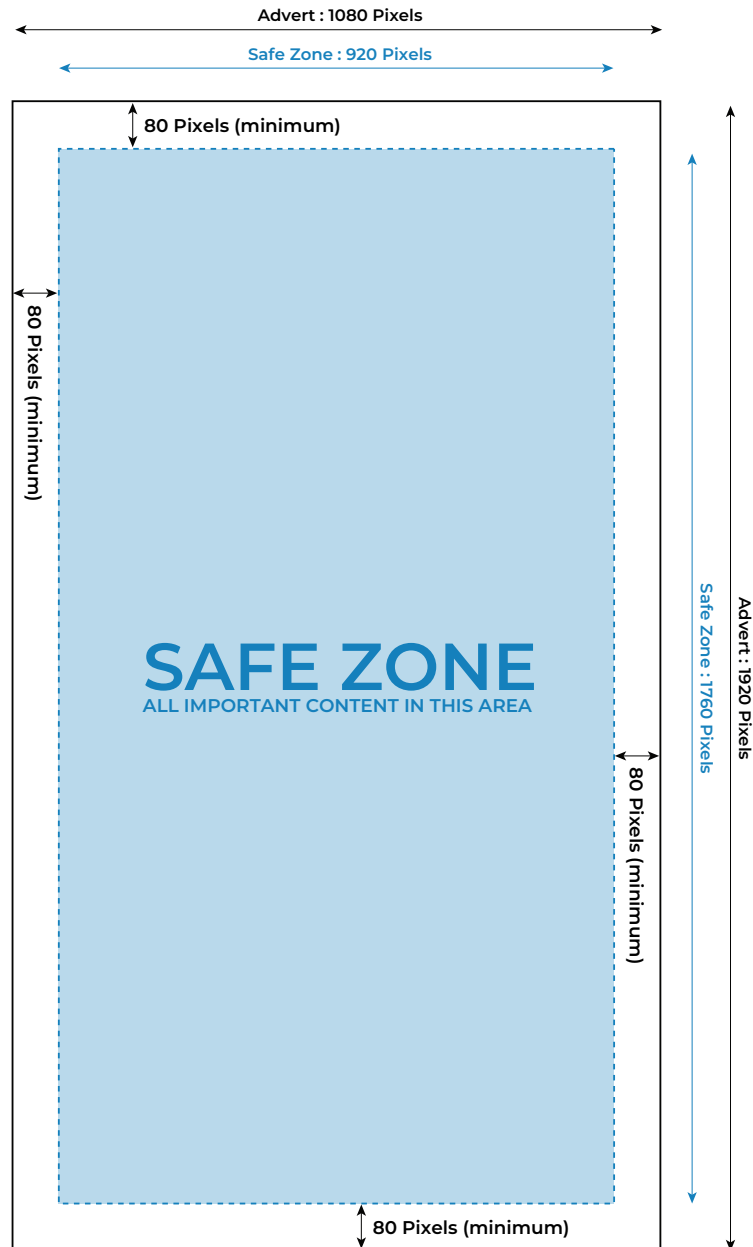 Advert : 1080 Pixels
Safe Zone : 920 Pixels
80 Pixels (minimum)
80 Pixels (minimum)
SAFE ZONE
ALL IMPORTANT CONTENT IN THIS AREA
Safe Zone : 1760 Pixels
Advert : 1920 Pixels
80 Pixels (minimum)
80 Pixels (minimum)